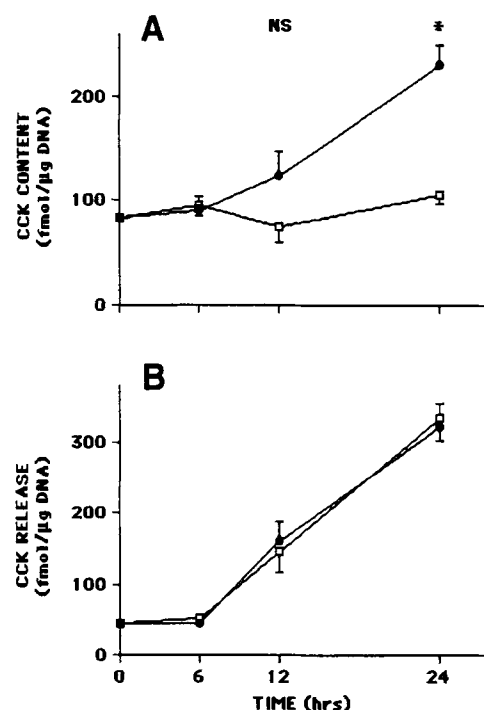 A
NS
*
200
100
0
CCK CONTENT
(fmol/µg DNA)
B
300
200
100
0
CCK RELEASE
(fmol/µg DNA)
0 6 12 24
TIME (hrs)